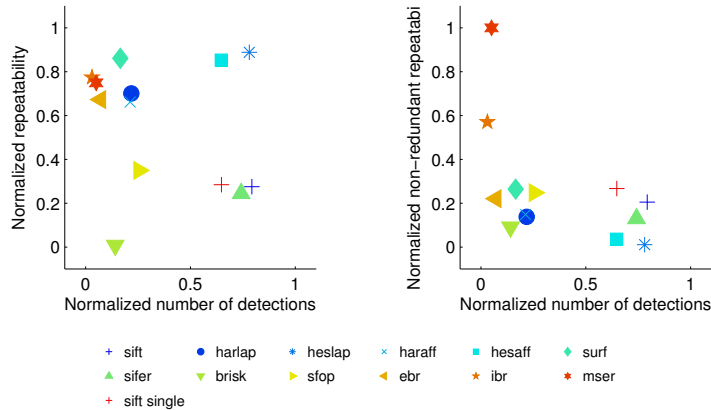 1
0.8
0.6
0.4
0.2
0
0
0.5
1
Normalized repeatability
Normalized number of detections
1
0.8
0.6
0.4
0.2
0
0
0.5
1
Normalized non−redundant repeatabi
Normalized number of detections
sift
harlap
heslap
haraff
hesaff
surf
sifer
brisk
sfop
ebr
ibr
mser
sift single